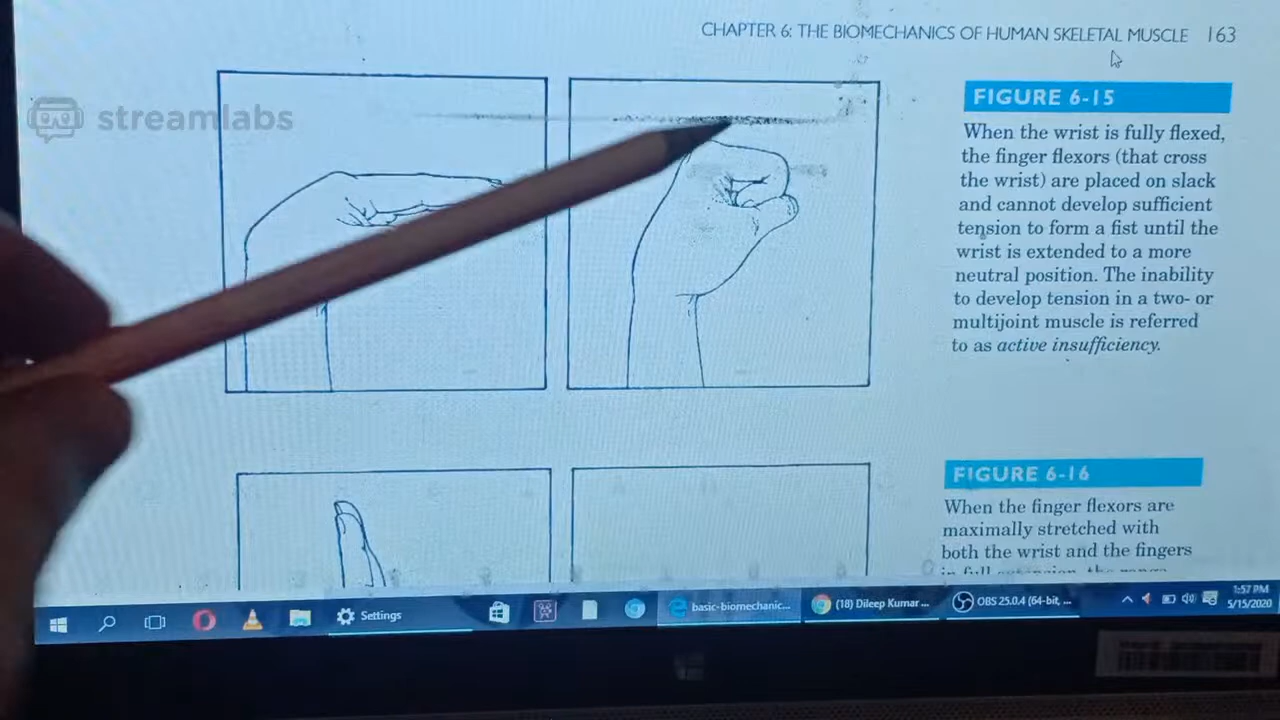 CHAPTER 6: THE BIOMECHANICS OF HUMAN SKELETAL MUSCLE 163
streamlabs
FIGURE 6-15
When the wrist is fully flexed,
the finger flexors (that cross
the wrist) are placed on slack
and cannot develop sufficient
tension to form a fist until the
wrist is extended to a more
neutral position. The inability
to develop tension in a two- or
multijoint muscle is referred
to as active insufficiency.
FIGURE 6-16
When the finger flexors are
maximally stretched with
both the wrist and the fingers
Settings
basic-biomechanic...
(18) Dileep Kumar ...
OBS 25.0.4 (64-bit, ...
1:57 PM
5/15/2020